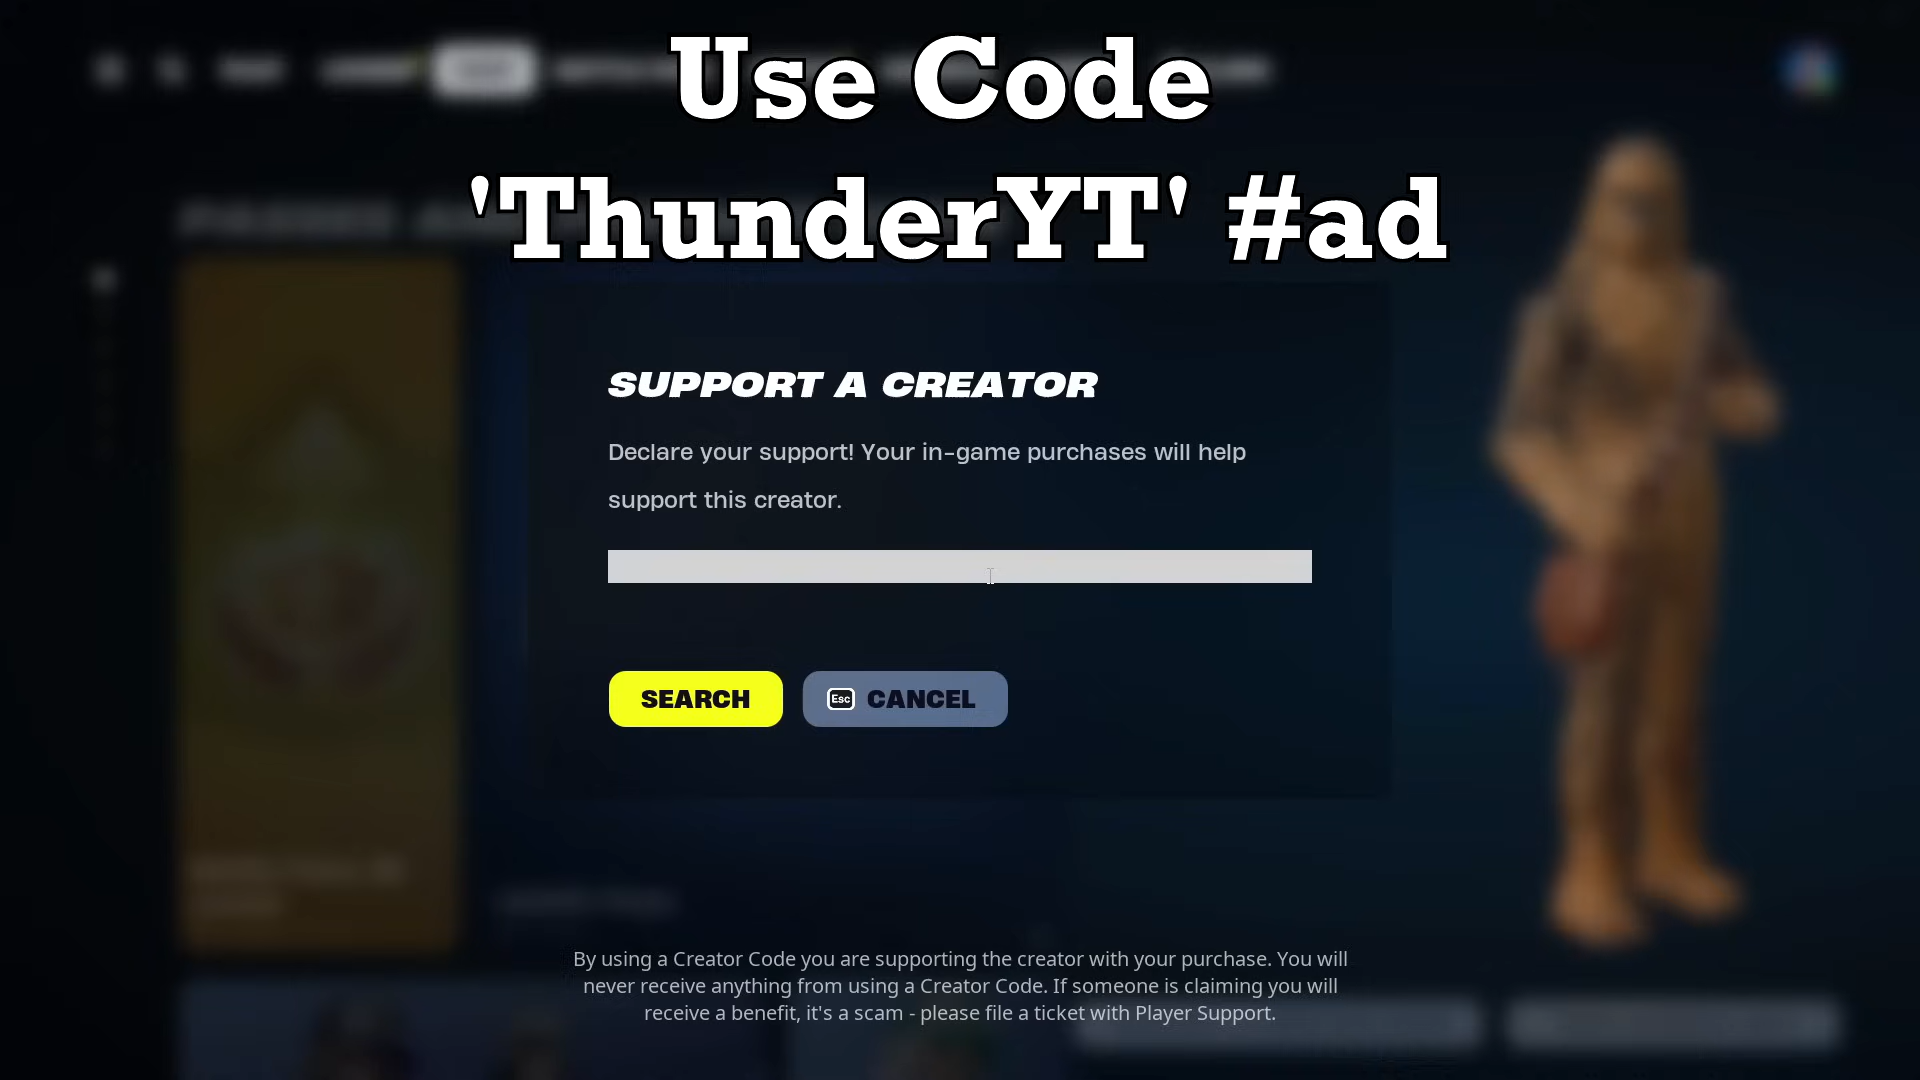 Use Code
'ThunderYT' #ad
SUPPORT A CREATOR
Declare your support! Your in-game purchases will help
support this creator.
SEARCH
Esc CANCEL
By using a Creator Code you are supporting the creator with your purchase. You will
never receive anything from using a Creator Code. If someone is claiming you will
receive a benefit, it's a scam - please file a ticket with Player Support.